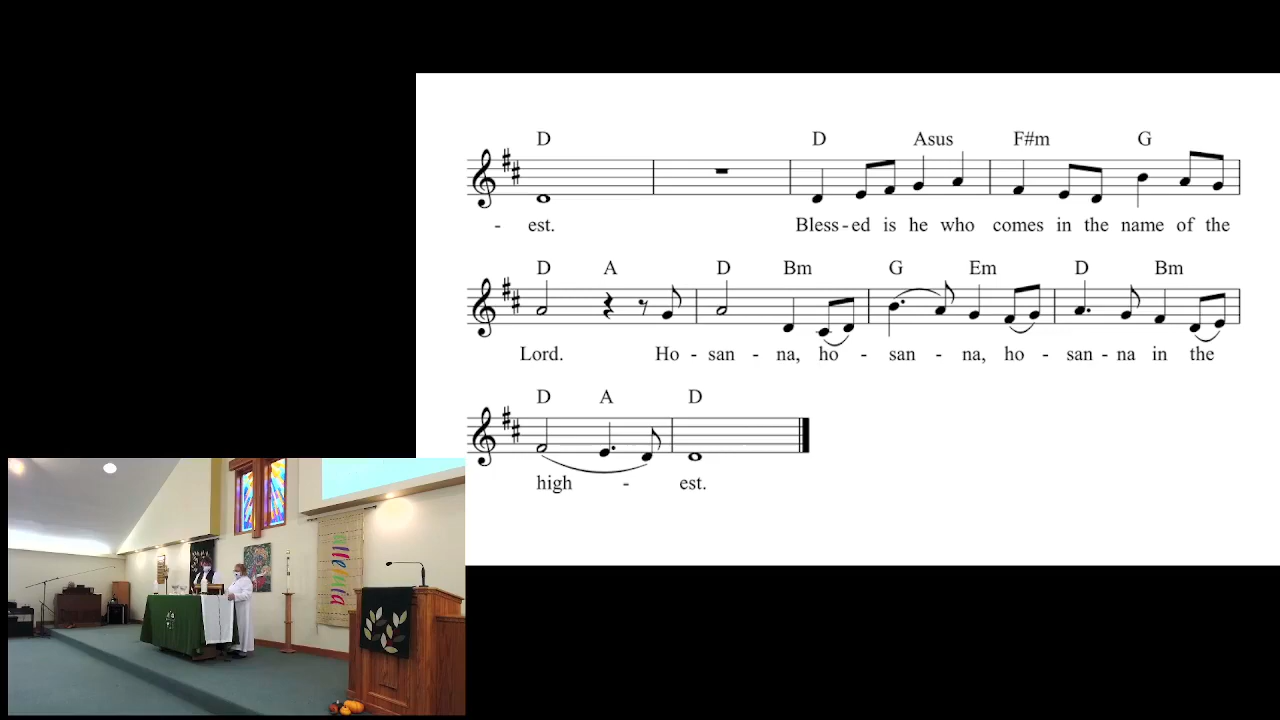 D D Asus F#m G
- est. Bless - ed is he who comes in the name of the
D A D Bm G Em D Bm
Lord. Ho - san - na, ho - san - na, ho - san - na in the
D A D
high - est.
alleluia